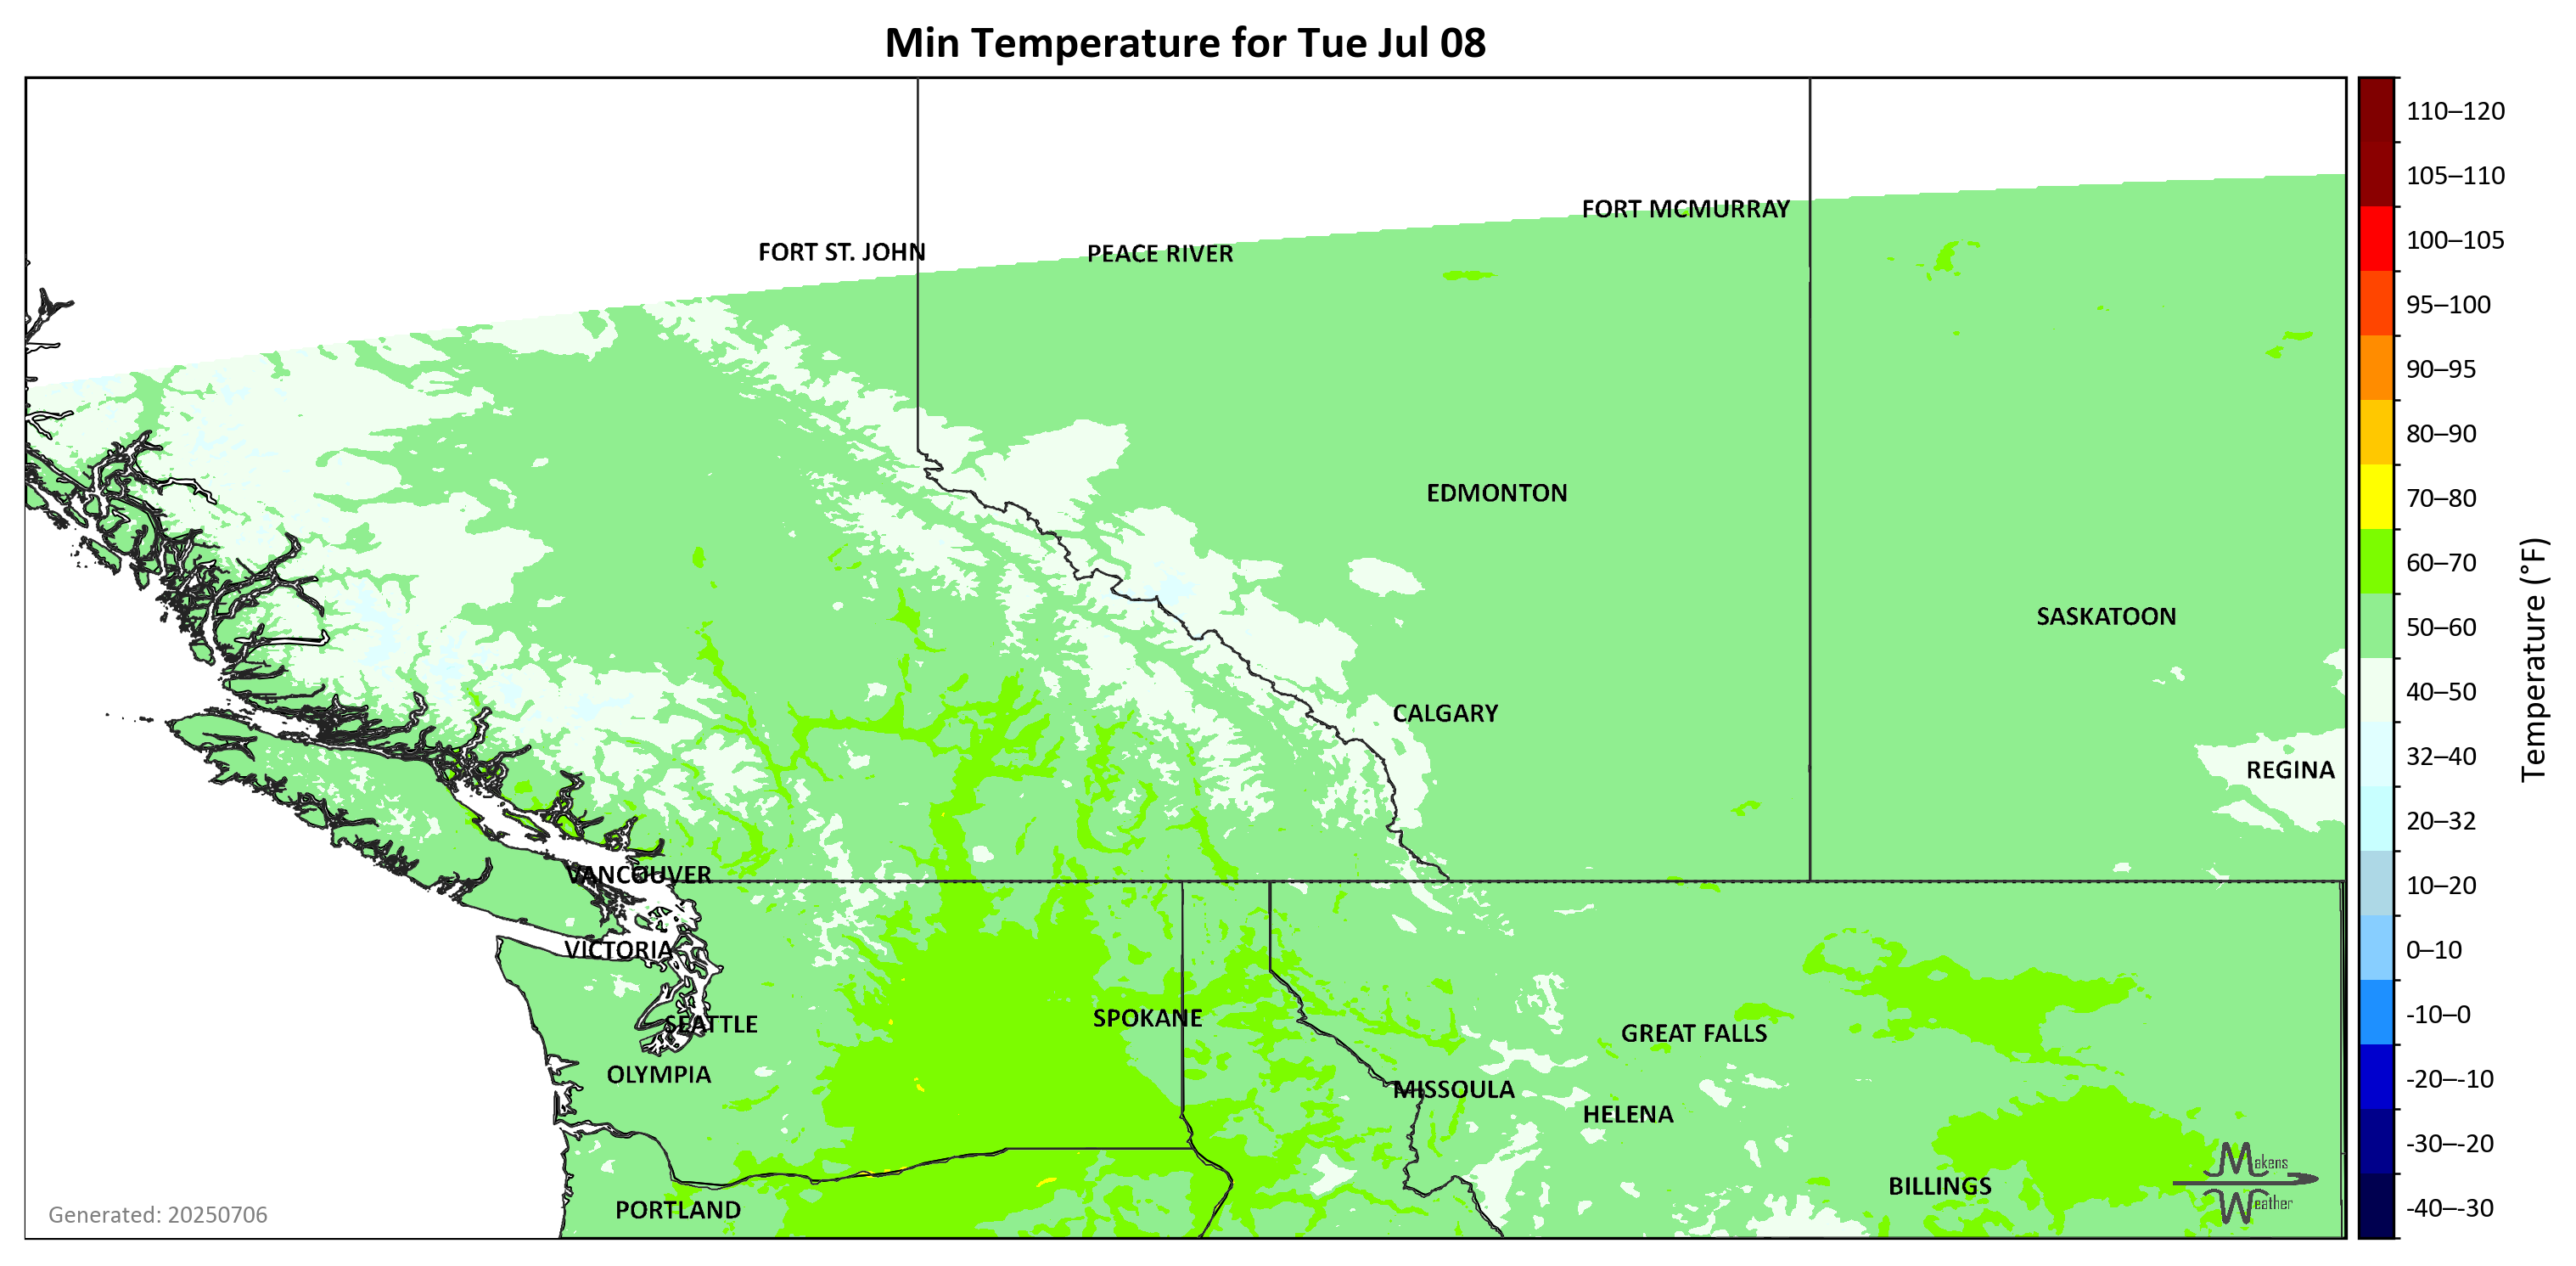 Min Temperature for Tue Jul 08
110–120
105–110
100–105
95–100
90–95
80–90
70–80
60–70
50–60
40–50
32–40
20–32
10–20
0–10
-10–0
-20–-10
-30–-20
-40–-30
Temperature (°F)
FORT MCMURRAY
FORT ST. JOHN
PEACE RIVER
EDMONTON
SASKATOON
CALGARY
REGINA
VANCOUVER
VICTORIA
SEATTLE
SPOKANE
GREAT FALLS
OLYMPIA
MISSOULA
HELENA
BILLINGS
PORTLAND
Makens
Weather
Generated: 20250706